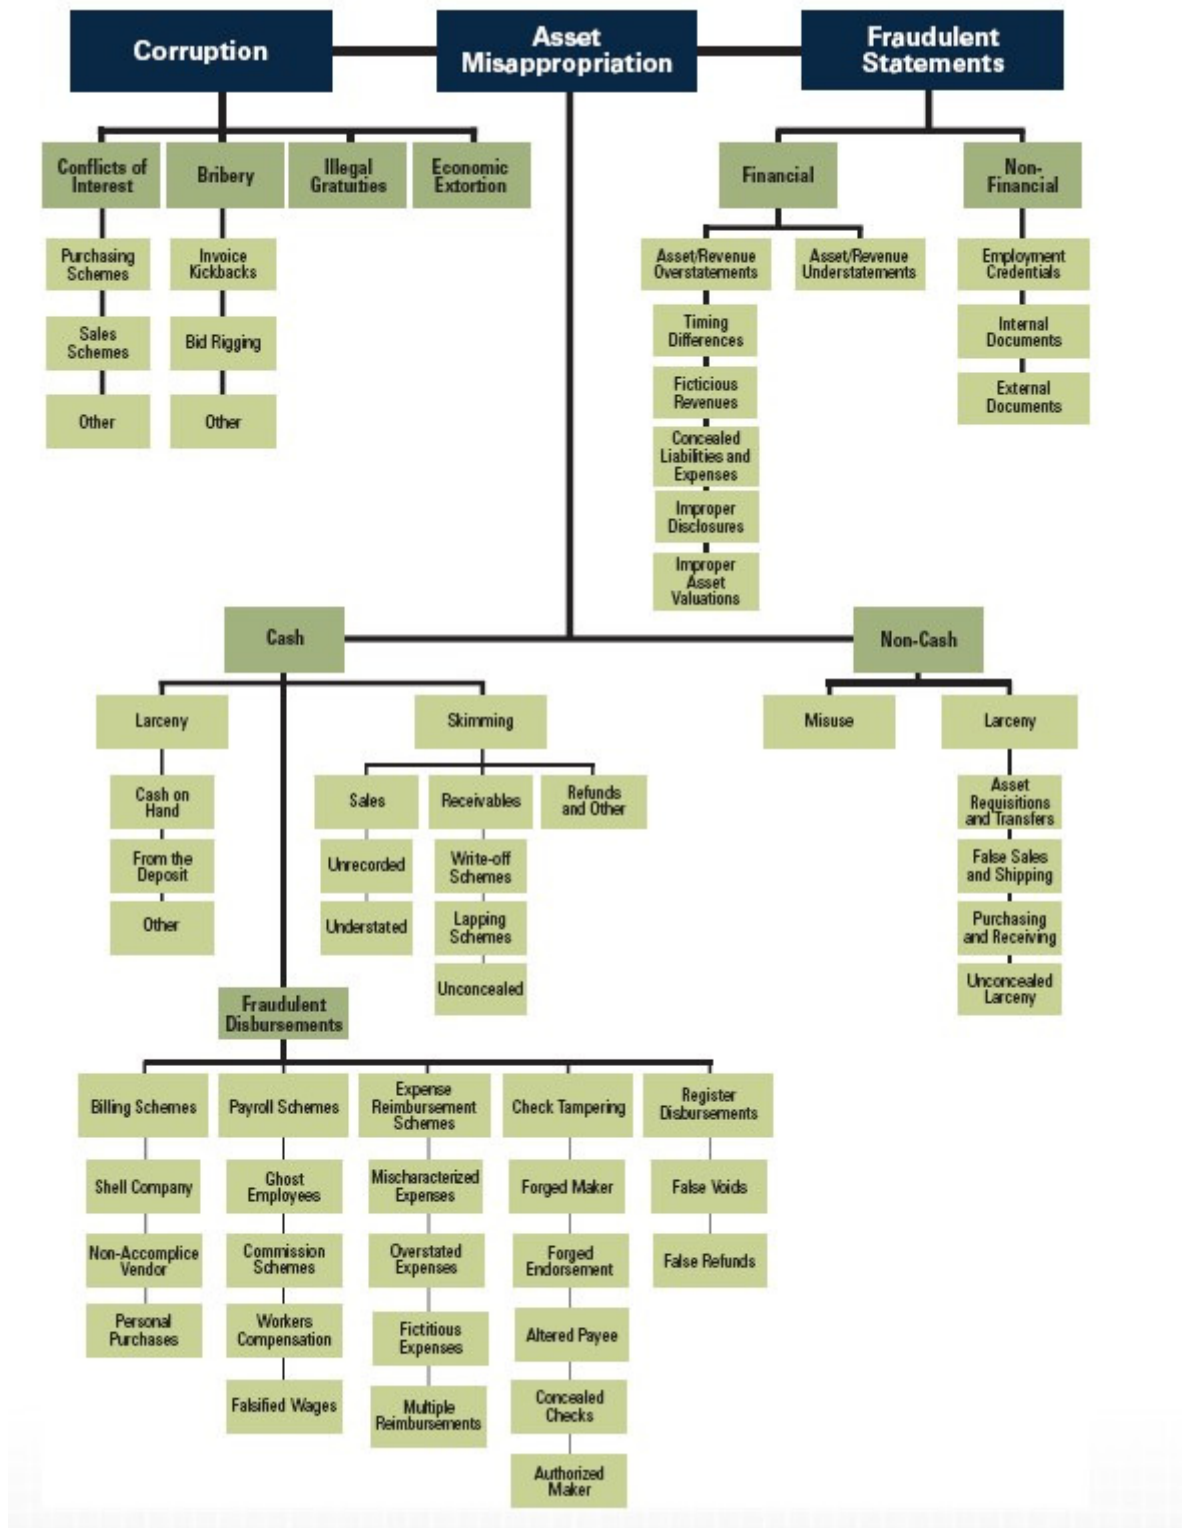 Corruption
Asset
Misappropriation
Fraudulent
Statements
Conflicts of
Interest
Bribery
Illegal
Gratuities
Economic
Extortion
Financial
Non-
Financial
Purchasing
Schemes
Invoice
Kickbacks
Asset/Revenue
Overstatements
Asset/Revenue
Understatements
Employment
Credentials
Sales
Schemes
Bid Rigging
Timing
Differences
Internal
Documents
Other
Other
Ficticious
Revenues
External
Documents
Concealed
Liabilities and
Expenses
Improper
Disclosures
Improper
Asset
Valuations
Cash
Non-Cash
Larceny
Skimming
Misuse
Larceny
Cash on
Hand
Sales
Receivables
Refunds
and Other
Asset
Requisitions
and Transfers
From the
Deposit
Unrecorded
Write-off
Schemes
False Sales
and Shipping
Other
Understated
Lapping
Schemes
Purchasing
and Receiving
Unconcealed
Unconcealed
Larceny
Fraudulent
Disbursements
Billing Schemes
Payroll Schemes
Expense
Reimbursement
Schemes
Check Tampering
Register
Disbursements
Shell Company
Ghost
Employees
Mischaracterized
Expenses
Forged Maker
False Voids
Non-Accomplice
Vendor
Commission
Schemes
Overstated
Expenses
Forged
Endorsement
False Refunds
Personal
Purchases
Workers
Compensation
Fictitious
Expenses
Altered Payee
Falsified Wages
Multiple
Reimbursements
Concealed
Checks
Authorized
Maker